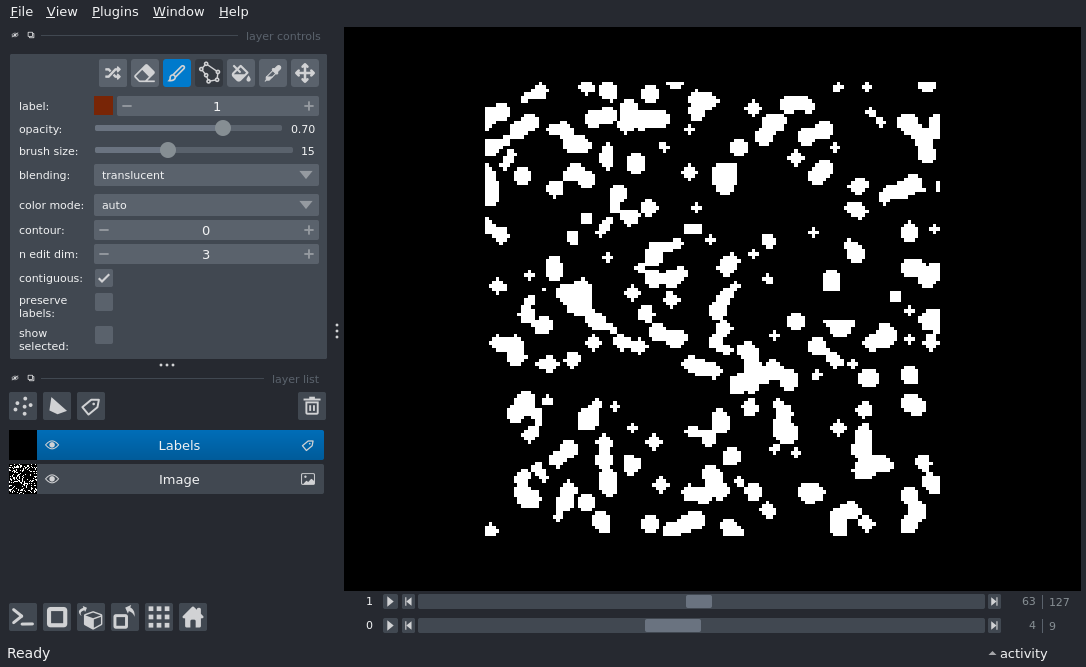 File View Plugins Window Help
layer controls
label: 1
opacity: 0.70
brush size: 15
blending: translucent
color mode: auto
contour: 0
n edit dim: 3
contiguous:
preserve
labels:
show
selected:
layer list
Labels
Image
1 63 127
0 4 9
Ready activity